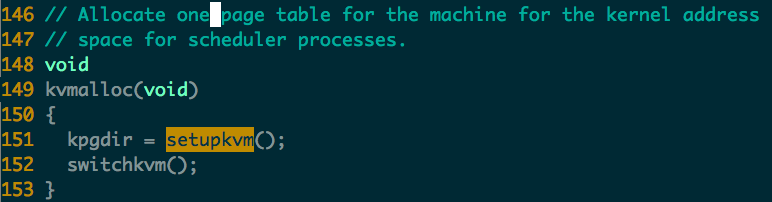 146 // Allocate one page table for the machine for the kernel address
147 // space for scheduler processes.
148 void
149 kvmalloc(void)
150 {
151   kpgdir = setupkvm();
152   switchkvm();
153 }